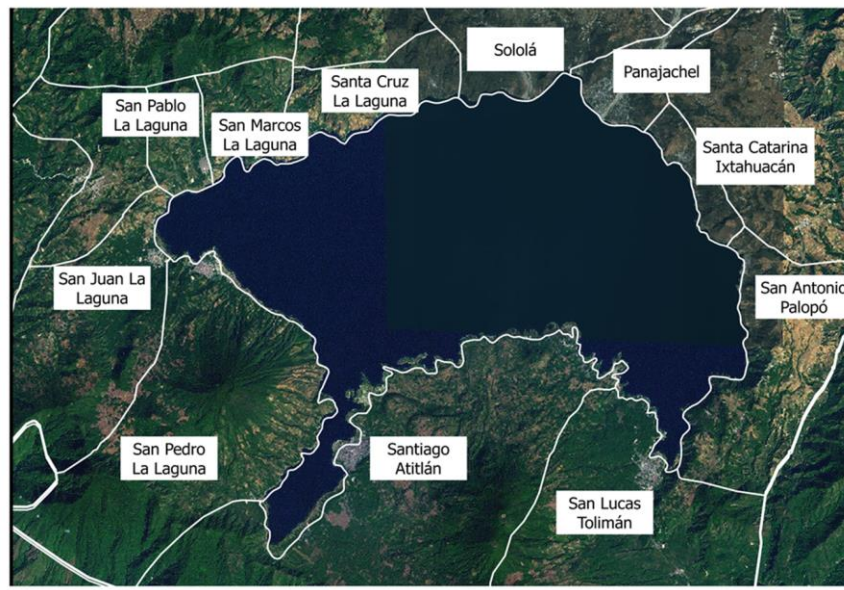 Sololá
Panajachel
Santa Cruz
La Laguna
San Pablo
La Laguna
San Marcos
La Laguna
Santa Catarina
Ixtahuacán
San Juan La
Laguna
San Antonio
Palopó
San Pedro
La Laguna
Santiago
Atitlán
San Lucas
Tolimán